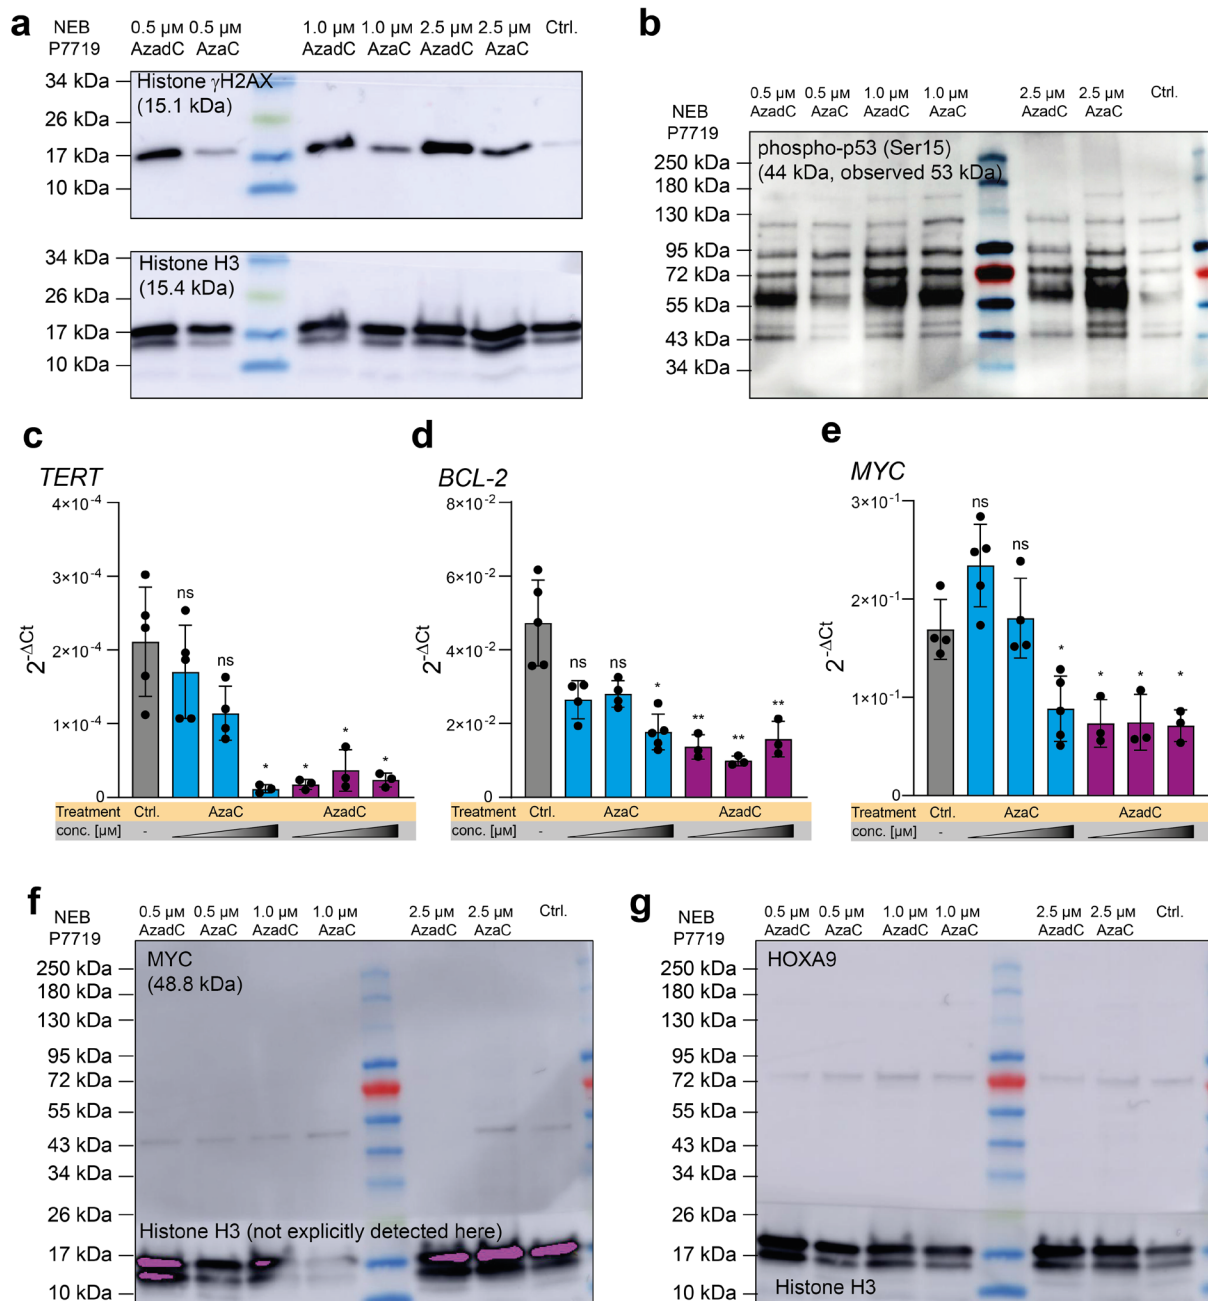 a
NEB
P7719
0.5 μM 0.5 μM 1.0 μM 1.0 μM 2.5 μM 2.5 μM Ctrl.
AzadC AzaC AzadC AzaC AzadC AzaC
34 kDa
26 kDa
17 kDa
10 kDa
Histone γH2AX
(15.1 kDa)
34 kDa
26 kDa
17 kDa
10 kDa
Histone H3
(15.4 kDa)
b
NEB
P7719
0.5 μM 0.5 μM 1.0 μM 1.0 μM 2.5 μM 2.5 μM Ctrl.
AzadC AzaC AzadC AzaC AzadC AzaC
phospho-p53 (Ser15)
(44 kDa, observed 53 kDa)
250 kDa
180 kDa
130 kDa
95 kDa
72 kDa
55 kDa
43 kDa
34 kDa
c
TERT
4×10⁻⁴
3×10⁻⁴
2×10⁻⁴
1×10⁻⁴
0
2^-ΔCt
ns
ns
*
*
*
*
Treatment Ctrl. AzaC AzadC
conc. [μM] -
d
BCL-2
8×10⁻²
6×10⁻²
4×10⁻²
2×10⁻²
0
2^-ΔCt
ns
ns
*
**
**
**
Treatment Ctrl. AzaC AzadC
conc. [μM] -
e
MYC
3×10⁻¹
2×10⁻¹
1×10⁻¹
0
2^-ΔCt
ns
ns
*
*
*
*
Treatment Ctrl. AzaC AzadC
conc. [μM] -
f
NEB
P7719
0.5 μM 0.5 μM 1.0 μM 1.0 μM 2.5 μM 2.5 μM Ctrl.
AzadC AzaC AzadC AzaC AzadC AzaC
MYC
(48.8 kDa)
250 kDa
180 kDa
130 kDa
95 kDa
72 kDa
55 kDa
43 kDa
34 kDa
26 kDa
17 kDa
10 kDa
Histone H3 (not explicitly detected here)
g
NEB
P7719
0.5 μM 0.5 μM 1.0 μM 1.0 μM 2.5 μM 2.5 μM Ctrl.
AzadC AzaC AzadC AzaC AzadC AzaC
HOXA9
250 kDa
180 kDa
130 kDa
95 kDa
72 kDa
55 kDa
43 kDa
34 kDa
26 kDa
17 kDa
10 kDa
Histone H3